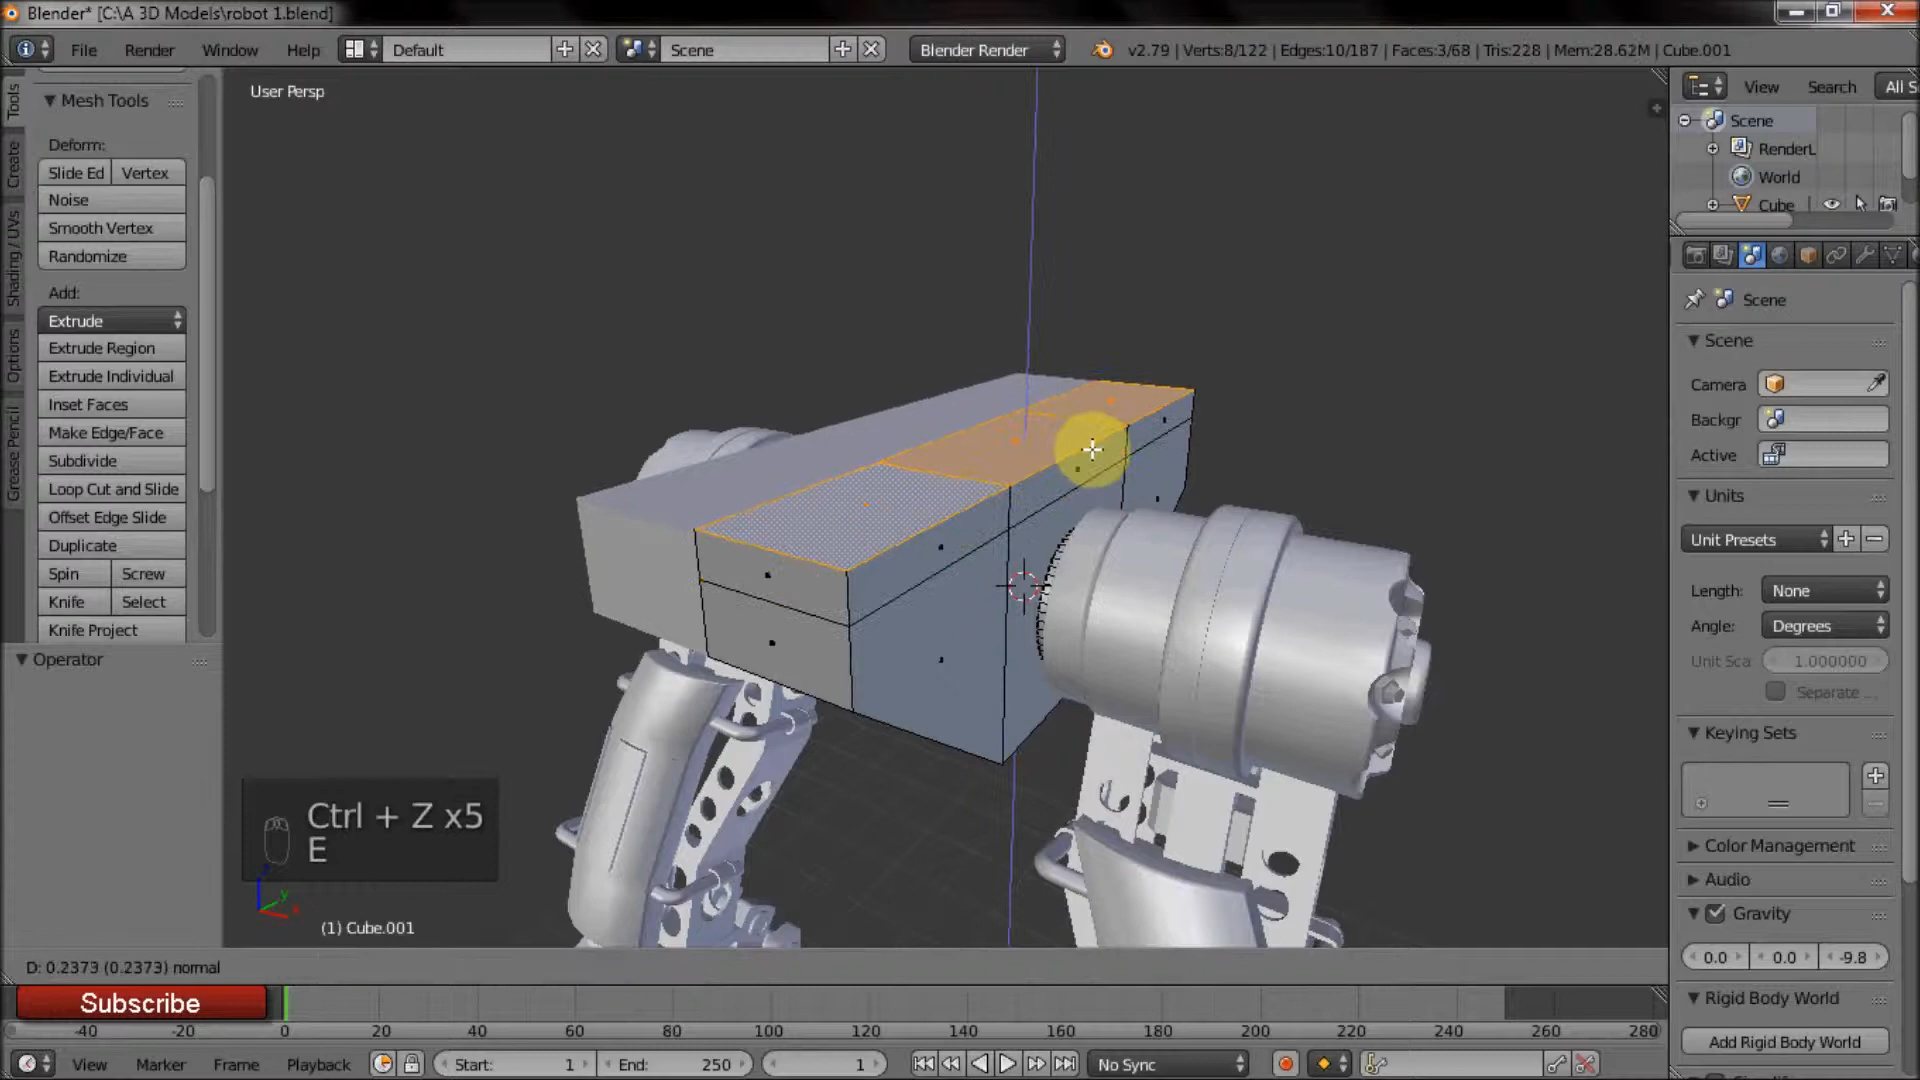 Blender* [C:\A 3D Models\robot 1.blend]
File Render Window Help Default Scene Blender Render v2.79 | Verts:8/122 | Edges:10/187 | Faces:3/68 | Tris:228 | Mem:28.62M | Cube.001
Tools
Create
Shading / UVs
Options
Grease Pencil
Mesh Tools
Deform:
Slide Ed Vertex
Noise
Smooth Vertex
Randomize
Add:
Extrude
Extrude Region
Extrude Individual
Inset Faces
Make Edge/Face
Subdivide
Loop Cut and Slide
Offset Edge Slide
Duplicate
Spin Screw
Knife Select
Knife Project
Operator
User Persp
Ctrl + Z x5
E
(1) Cube.001
D: 0.2373 (0.2373) normal
View Search All S
Scene
RenderL
World
Cube
Scene
Scene
Camera
Backgr
Active
Units
Unit Presets
Length: None
Angle: Degrees
Unit Sca 1.000000
Separate ...
Keying Sets
Color Management
Audio
Gravity
0.0 0.0 -9.8
Rigid Body World
Add Rigid Body World
Subscribe
-40 -20 0 20 40 60 80 100 120 140 160 180 200 220 240 260 280
View Marker Frame Playback Start: 1 End: 250 1 No Sync